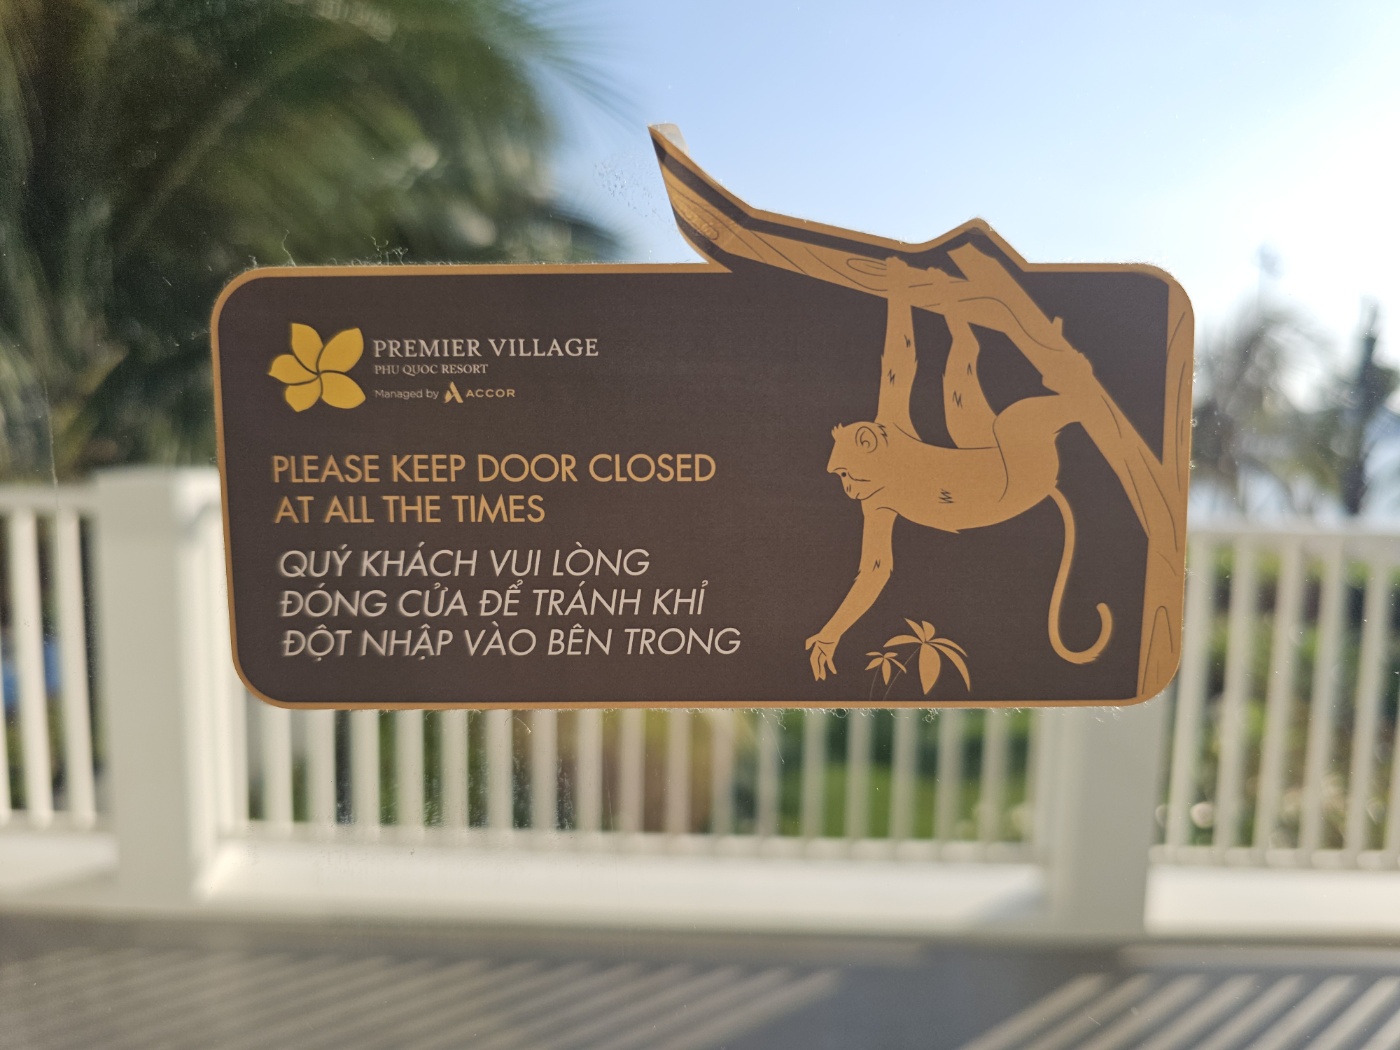 PREMIER VILLAGE
PHU QUOC RESORT
Managed by ACCOR
PLEASE KEEP DOOR CLOSED
AT ALL THE TIMES
QUÝ KHÁCH VUI LÒNG
ĐÓNG CỬA ĐỂ TRÁNH KHỈ
ĐỘT NHẬP VÀO BÊN TRONG